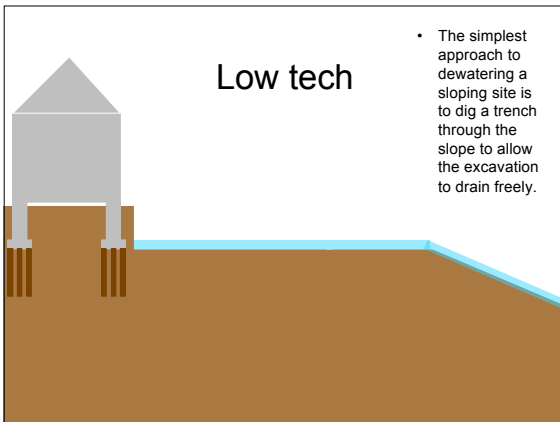 Low tech
• The simplest
approach to
dewatering a
sloping site is
to dig a trench
through the
slope to allow
the excavation
to drain freely.